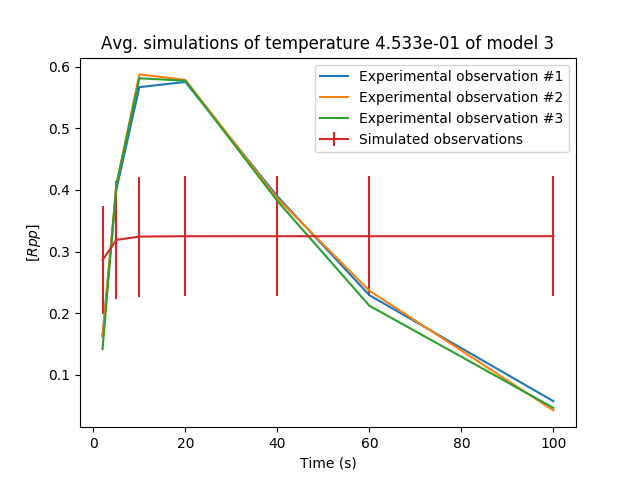 Avg. simulations of temperature 4.533e-01 of model 3
Experimental observation #1
Experimental observation #2
Experimental observation #3
Simulated observations
[Rpp]
0.6
0.5
0.4
0.3
0.2
0.1
0 20 40 60 80 100
Time (s)